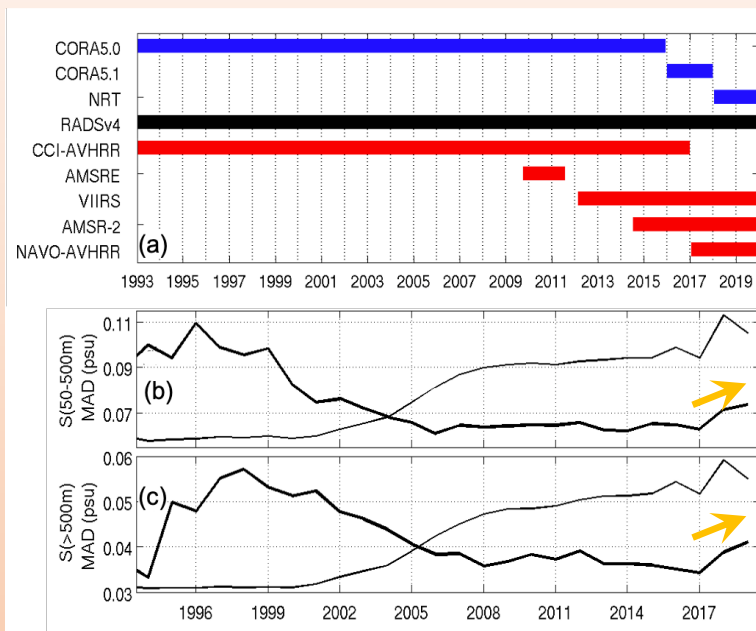 CORA5.0
CORA5.1
NRT
RADSv4
CCI-AVHRR
AMSRE
VIIRS
AMSR-2
NAVO-AVHRR
(a)
1993 1995 1997 1999 2001 2003 2005 2007 2009 2011 2013 2015 2017 2019
S(50-500m)
MAD (psu)
0.11
0.09
0.07
(b)
S(>500m)
MAD (psu)
0.06
0.05
0.04
0.03
(c)
1996 1999 2002 2005 2008 2011 2014 2017